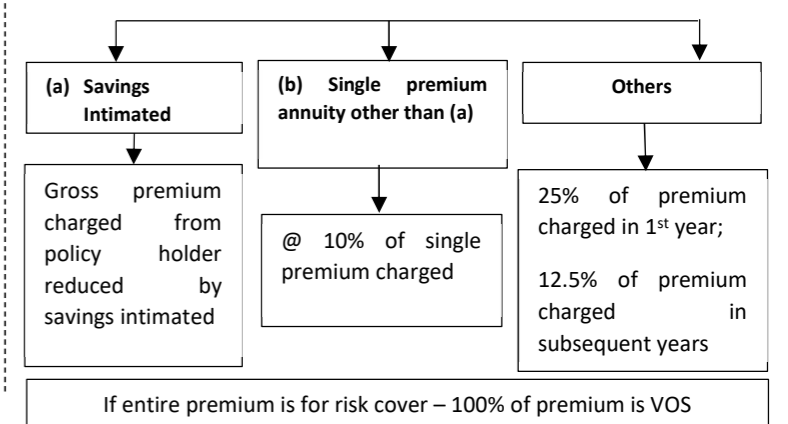 (a) Savings
Intimated
(b) Single premium
annuity other than (a)
Others
Gross premium
charged from
policy holder
reduced by
savings intimated
@ 10% of single
premium charged
25% of premium
charged in 1st year;
12.5% of premium
charged in
subsequent years
If entire premium is for risk cover – 100% of premium is VOS